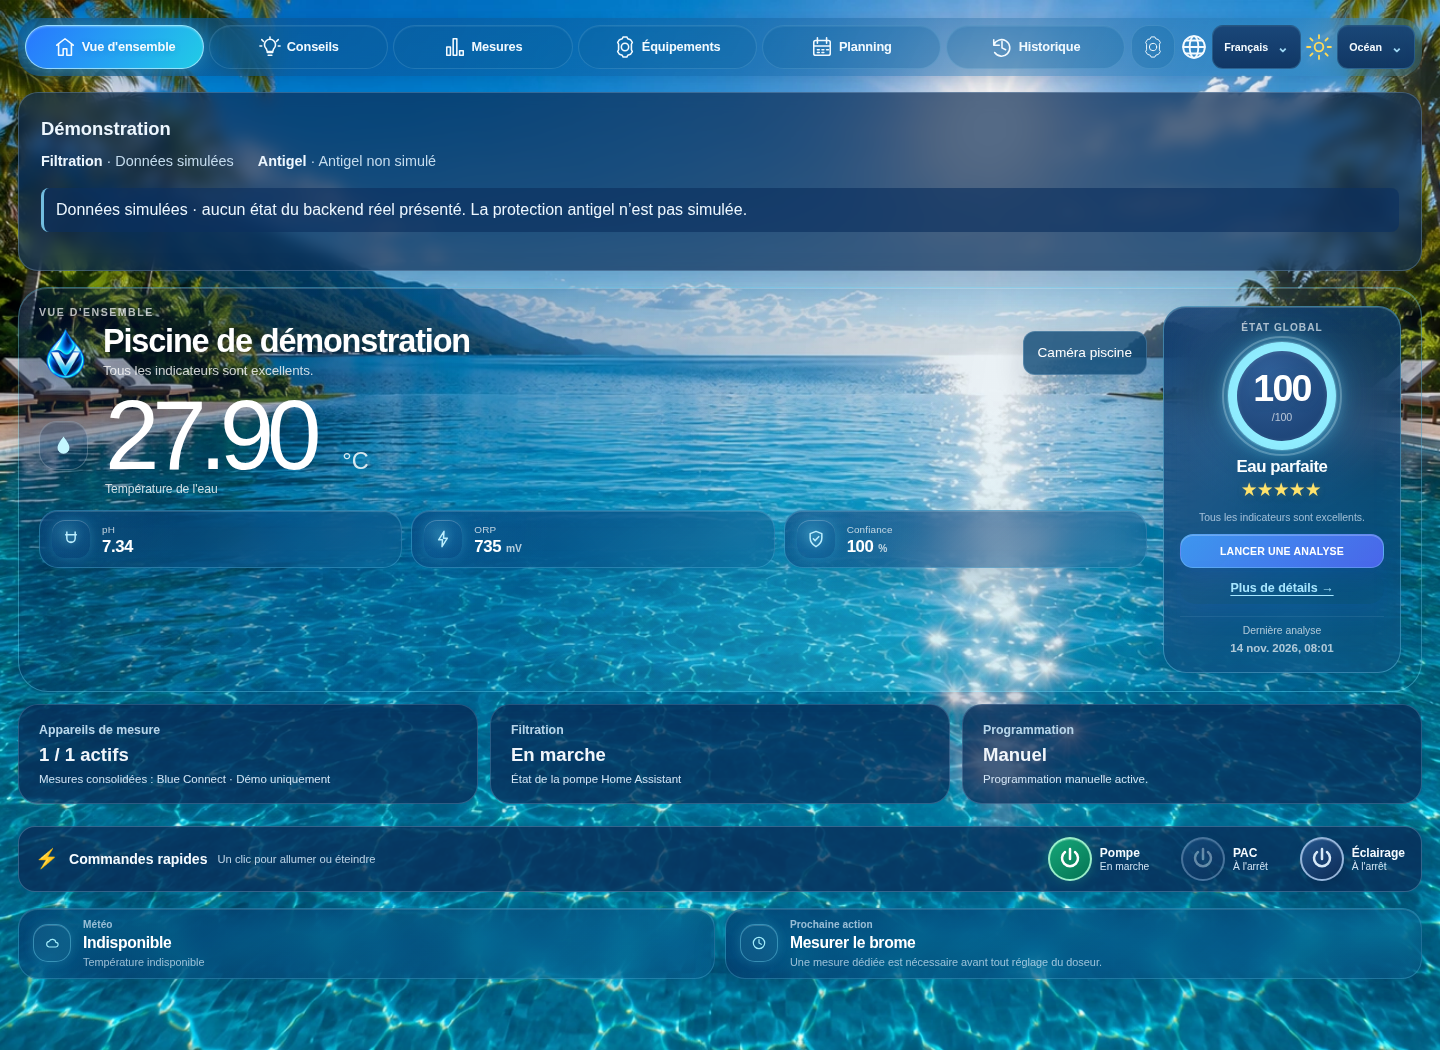 Vue d'ensemble
Conseils
Mesures
Équipements
Planning
Historique
Français
Océan
Démonstration
Filtration · Données simulées Antigel · Antigel non simulé
Données simulées · aucun état du backend réel présenté. La protection antigel n’est pas simulée.
VUE D'ENSEMBLE
Piscine de démonstration
Tous les indicateurs sont excellents.
Caméra piscine
27.90 °C
Température de l'eau
pH
7.34
ORP
735 mV
Confiance
100 %
ÉTAT GLOBAL
100
/100
Eau parfaite
★★★★★
Tous les indicateurs sont excellents.
LANCER UNE ANALYSE
Plus de détails →
Dernière analyse
14 nov. 2026, 08:01
Appareils de mesure
1 / 1 actifs
Mesures consolidées : Blue Connect · Démo uniquement
Filtration
En marche
État de la pompe Home Assistant
Programmation
Manuel
Programmation manuelle active.
Commandes rapides Un clic pour allumer ou éteindre
Pompe
En marche
PAC
À l'arrêt
Éclairage
À l'arrêt
Météo
Indisponible
Température indisponible
Prochaine action
Mesurer le brome
Une mesure dédiée est nécessaire avant tout réglage du doseur.